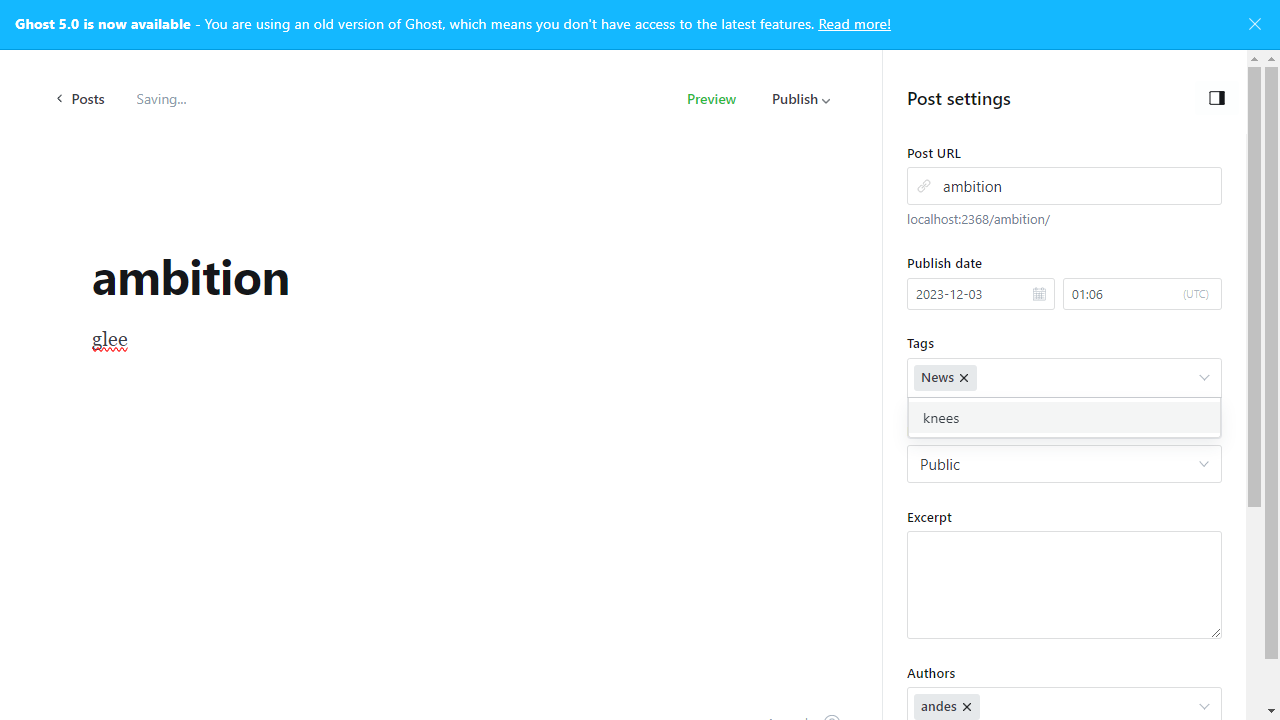 Ghost 5.0 is now available - You are using an old version of Ghost, which means you don't have access to the latest features. Read more!
Posts
Saving...
Preview
Publish
ambition
glee
Post settings
Post URL
ambition
localhost:2368/ambition/
Publish date
2023-12-03
01:06
(UTC)
Tags
News
knees
Public
Excerpt
Authors
andes